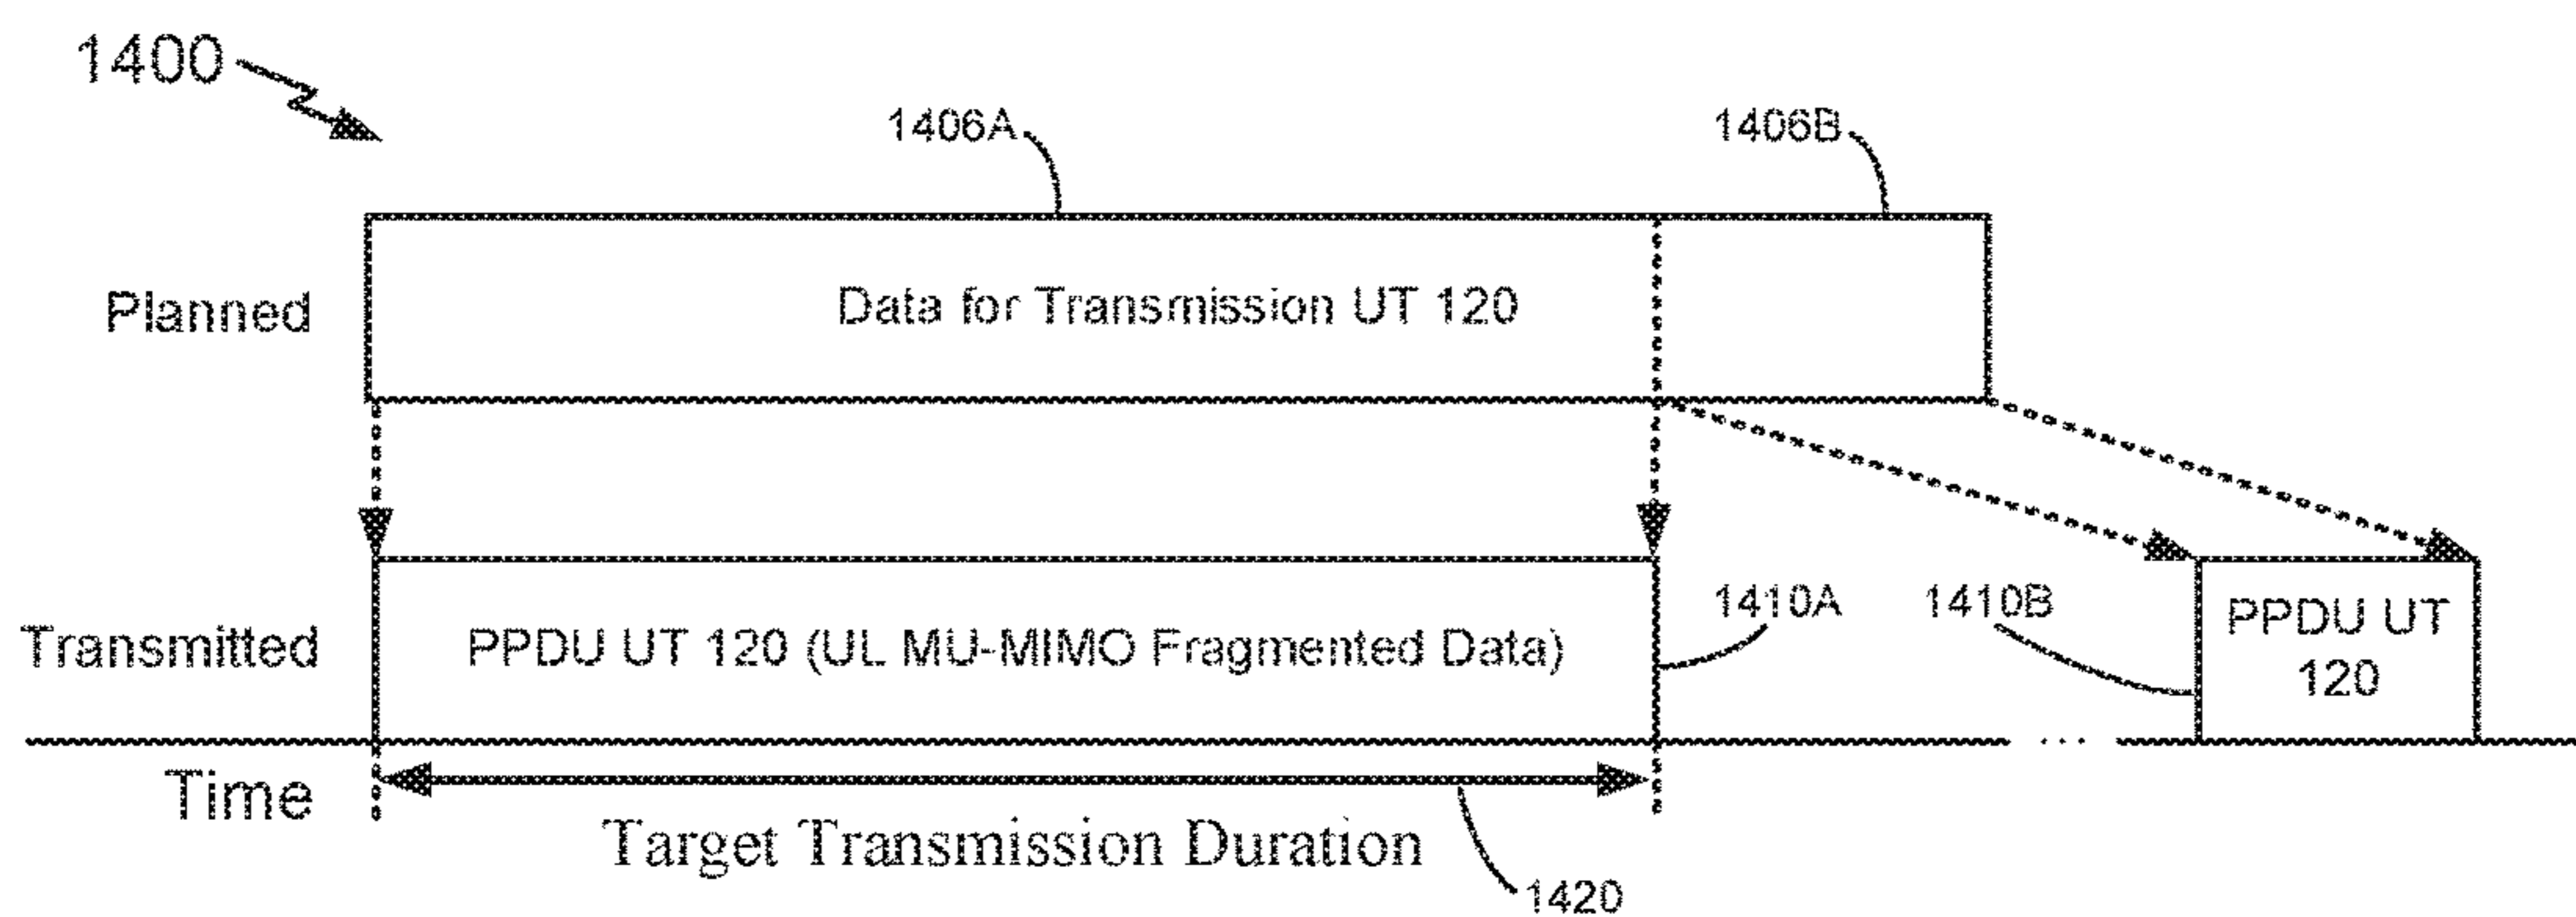 1400
1406A
1406B
Planned
Data for Transmission UT 120
Transmitted
PPDU UT 120 (UL MU-MIMO Fragmented Data)
1410A
1410B
PPDU UT
120
...
Time
Target Transmission Duration
1420